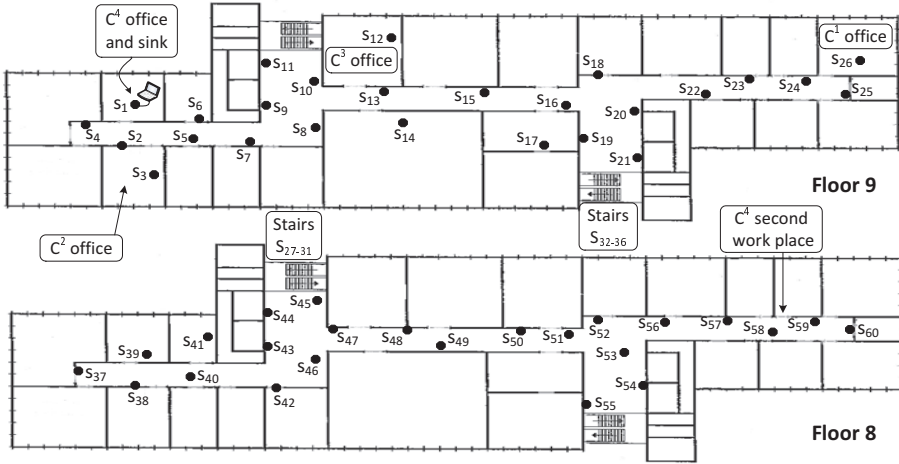 C⁴ office
and sink
S₁₂
C¹ office
S₁₁
C³ office
S₁₈
S₂₆
S₁
S₆
S₁₀
S₁₃
S₁₅
S₂₂
S₂₃
S₂₄
S₂₅
S₉
S₁₆
S₄
S₂
S₅
S₇
S₈
S₁₄
S₁₇
S₁₉
S₂₀
S₃
S₂₁
Floor 9
C² office
Stairs
S₂₇₋₃₁
Stairs
S₃₂₋₃₆
C⁴ second
work place
S₄₅
S₄₄
S₄₁
S₄₇
S₄₈
S₄₉
S₅₀
S₅₁
S₅₂
S₅₆
S₅₇
S₅₈
S₅₉
S₆₀
S₃₉
S₄₃
S₄₆
S₅₃
S₃₇
S₄₀
S₃₈
S₄₂
S₅₄
S₅₅
Floor 8